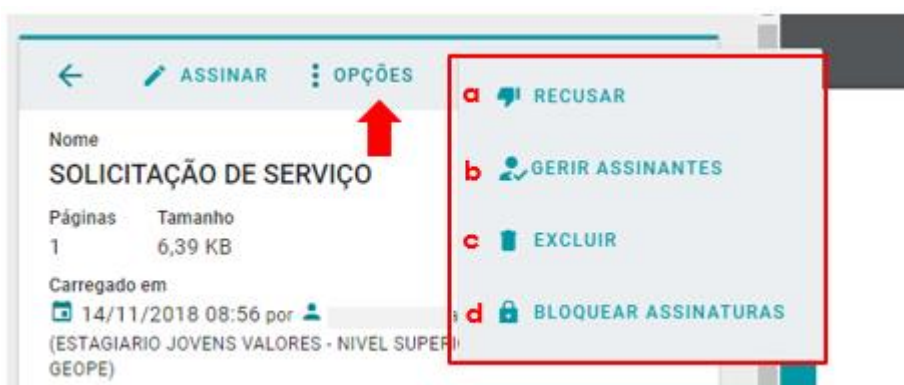 ASSINAR OPÇÕES
a RECUSAR
b GERIR ASSINANTES
c EXCLUIR
d BLOQUEAR ASSINATURAS
Nome
SOLICITAÇÃO DE SERVIÇO
Páginas Tamanho
1 6,39 KB
Carregado em
14/11/2018 08:56 por
(ESTAGIARIO JOVENS VALORES - NIVEL
GEOPE)